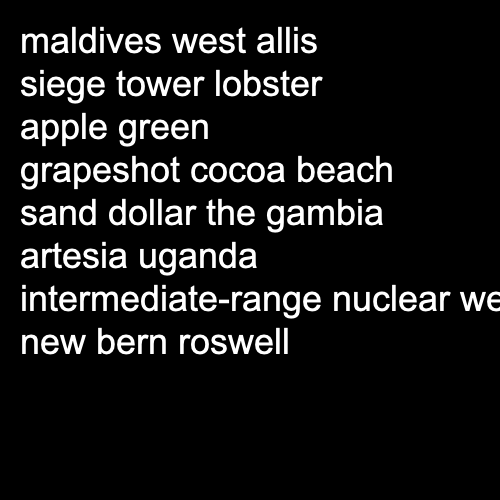 maldives west allis
siege tower lobster
apple green
grapeshot cocoa beach
sand dollar the gambia
artesia uganda
intermediate-range nuclear
new bern roswell